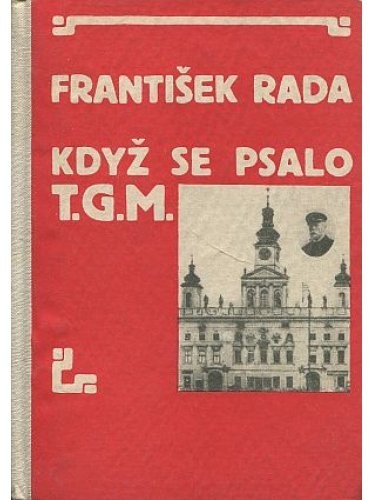 FRANTIŠEK RADA
KDYŽ SE PSALO
T.G.M.